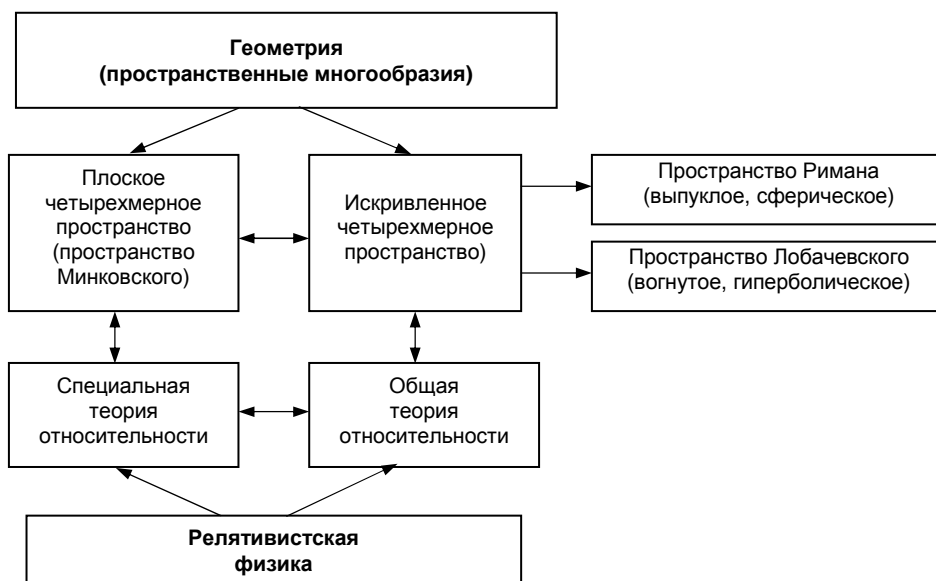 Геометрия
(пространственные многообразия)
Плоское
четырехмерное
пространство
(пространство
Минковского)
Искривленное
четырехмерное
пространство)
Пространство Римана
(выпуклое, сферическое)
Пространство Лобачевского
(вогнутое, гиперболическое)
Специальная
теория
относительности
Общая
теория
относительности
Релятивистская
физика